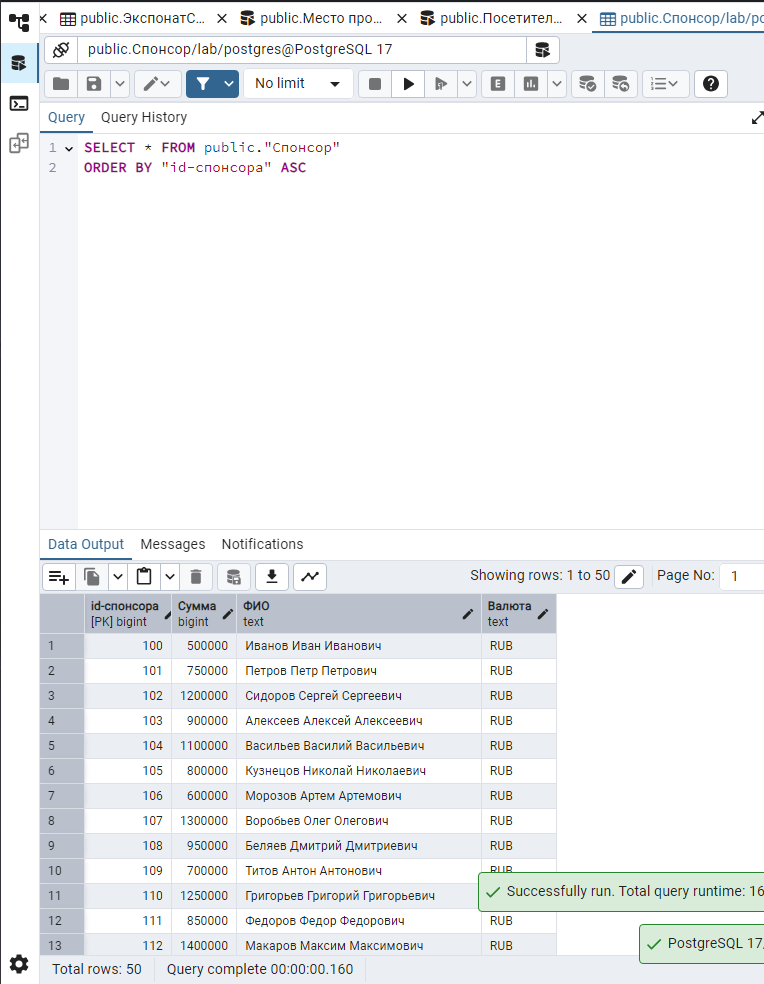 public.ЭкспонатС... public.Место про... public.Посетител... public.Спонсор/lab/po
public.Спонсор/lab/postgres@PostgreSQL 17
No limit E ?
Query Query History
1 SELECT * FROM public."Спонсор"
2 ORDER BY "id-спонсора" ASC
Data Output Messages Notifications
Showing rows: 1 to 50 Page No: 1
id-спонсора Сумма ФИО Валюта
[PK] bigint bigint text text
1 100 500000 Иванов Иван Иванович RUB
2 101 750000 Петров Петр Петрович RUB
3 102 1200000 Сидоров Сергей Сергеевич RUB
4 103 900000 Алексеев Алексей Алексеевич RUB
5 104 1100000 Васильев Василий Васильевич RUB
6 105 800000 Кузнецов Николай Николаевич RUB
7 106 600000 Морозов Артем Артемович RUB
8 107 1300000 Воробьев Олег Олегович RUB
9 108 950000 Беляев Дмитрий Дмитриевич RUB
10 109 700000 Титов Антон Антонович RUB
11 110 1250000 Григорьев Григорий Григорьевич
Successfully run. Total query runtime: 16
12 111 850000 Федоров Федор Федорович RUB
13 112 1400000 Макаров Максим Максимович RUB
PostgreSQL 17,
Total rows: 50 Query complete 00:00:00.160